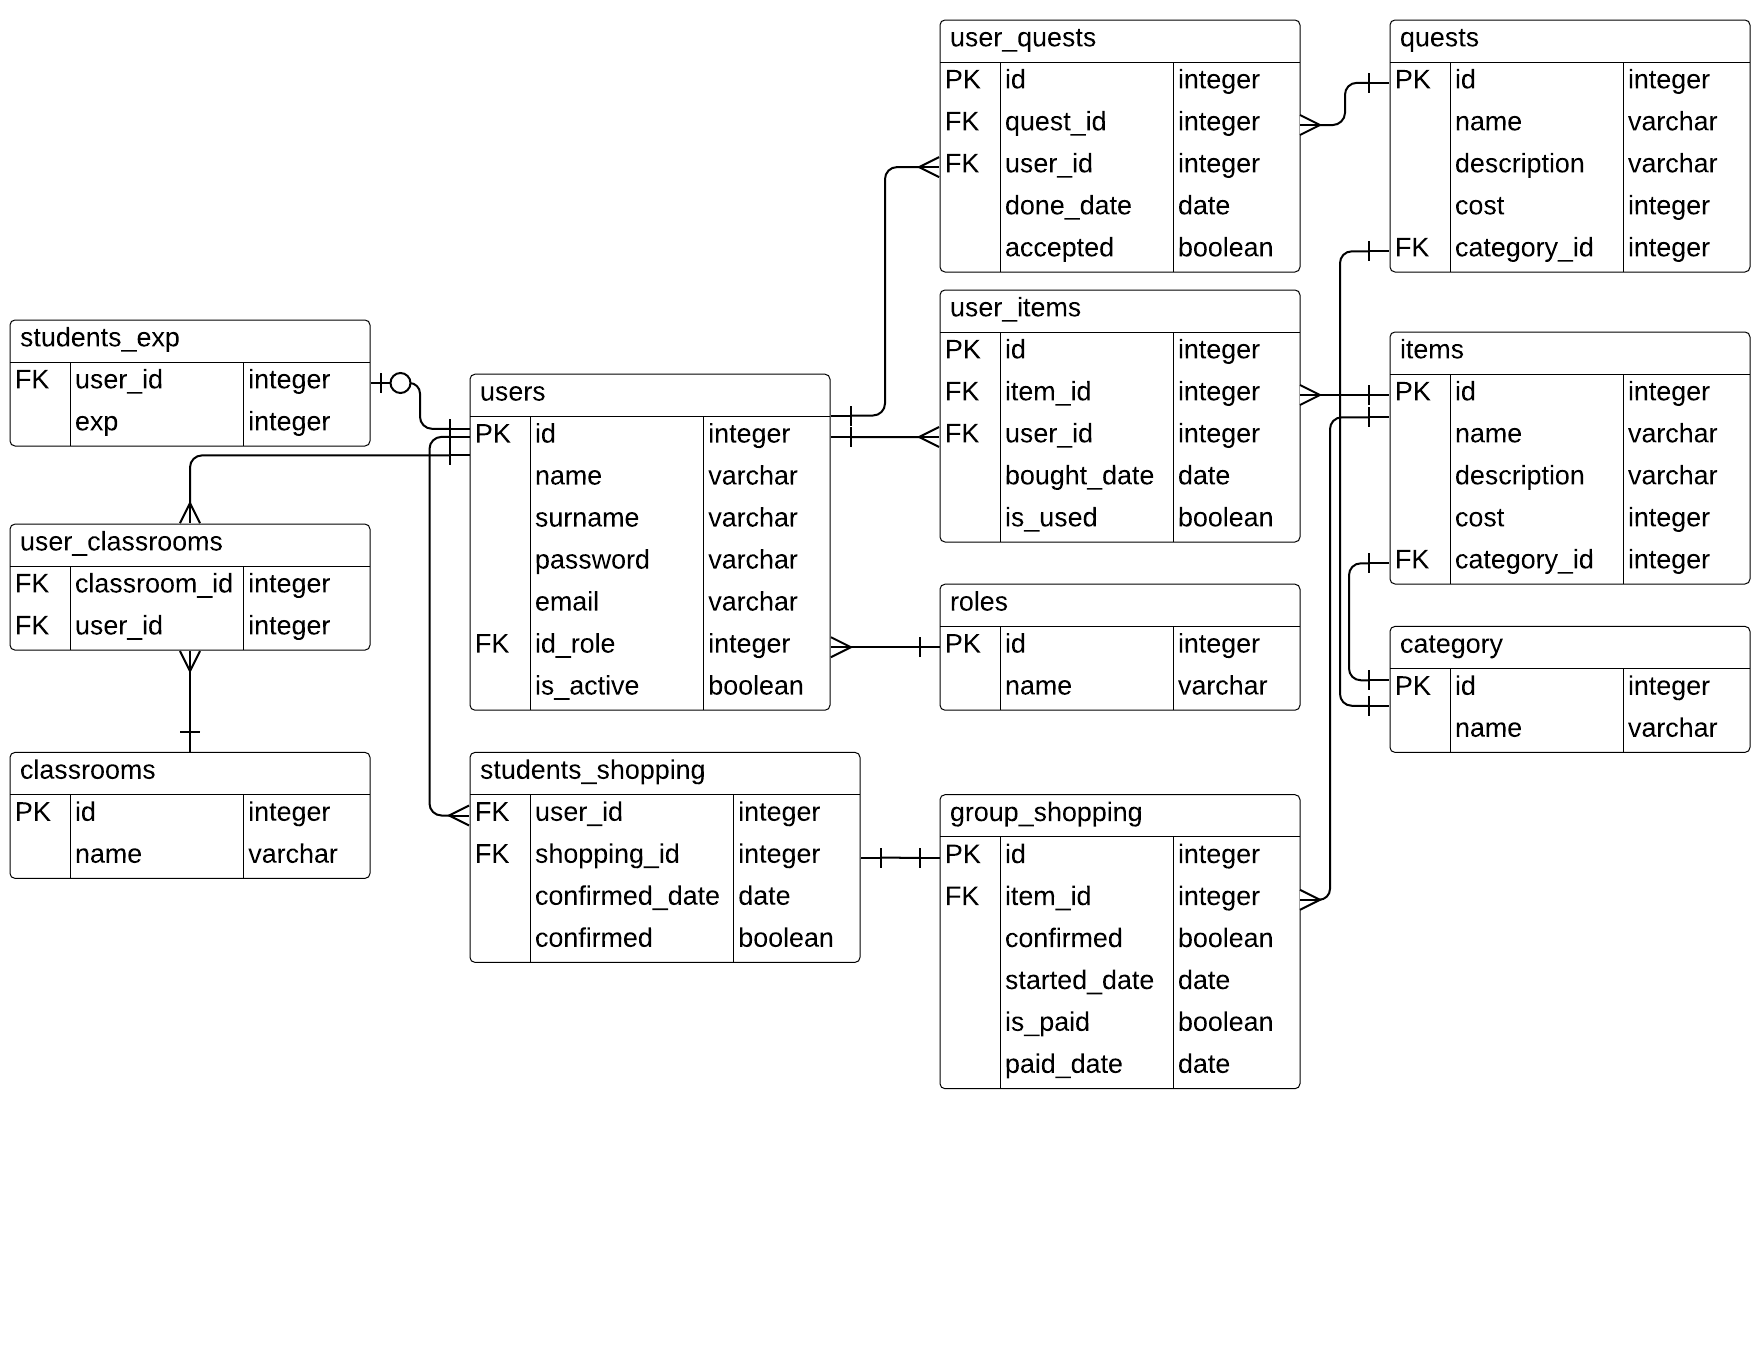 user_quests
PK id integer
FK quest_id integer
FK user_id integer
done_date date
accepted boolean
quests
PK id integer
name varchar
description varchar
cost integer
FK category_id integer
students_exp
FK user_id integer
exp integer
users
PK id integer
name varchar
surname varchar
password varchar
email varchar
FK id_role integer
is_active boolean
user_items
PK id integer
FK item_id integer
FK user_id integer
bought_date date
is_used boolean
items
PK id integer
name varchar
description varchar
cost integer
FK category_id integer
user_classrooms
FK classroom_id integer
FK user_id integer
roles
PK id integer
name varchar
category
PK id integer
name varchar
classrooms
PK id integer
name varchar
students_shopping
FK user_id integer
FK shopping_id integer
confirmed_date date
confirmed boolean
group_shopping
PK id integer
FK item_id integer
confirmed boolean
started_date date
is_paid boolean
paid_date date